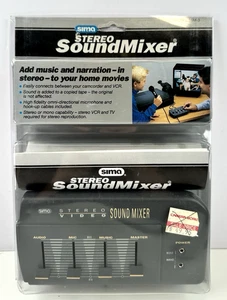 sima
STEREO
SoundMixer®
Add music and narration–in
stereo–to your home movies
• Easily connects between your camcorder and VCR.
• Sound is added to a copied tape – the original
is not affected.
• High fidelity omni-directional microphone and
hook-up cables included.
• Stereo or mono capability – stereo VCR and TV
required for stereo reproduction.
sima
STEREO
SoundMixer®
sima
STEREO
VIDEO
SOUND MIXER
AUDIO
MIC
MUSIC
MASTER
POWER